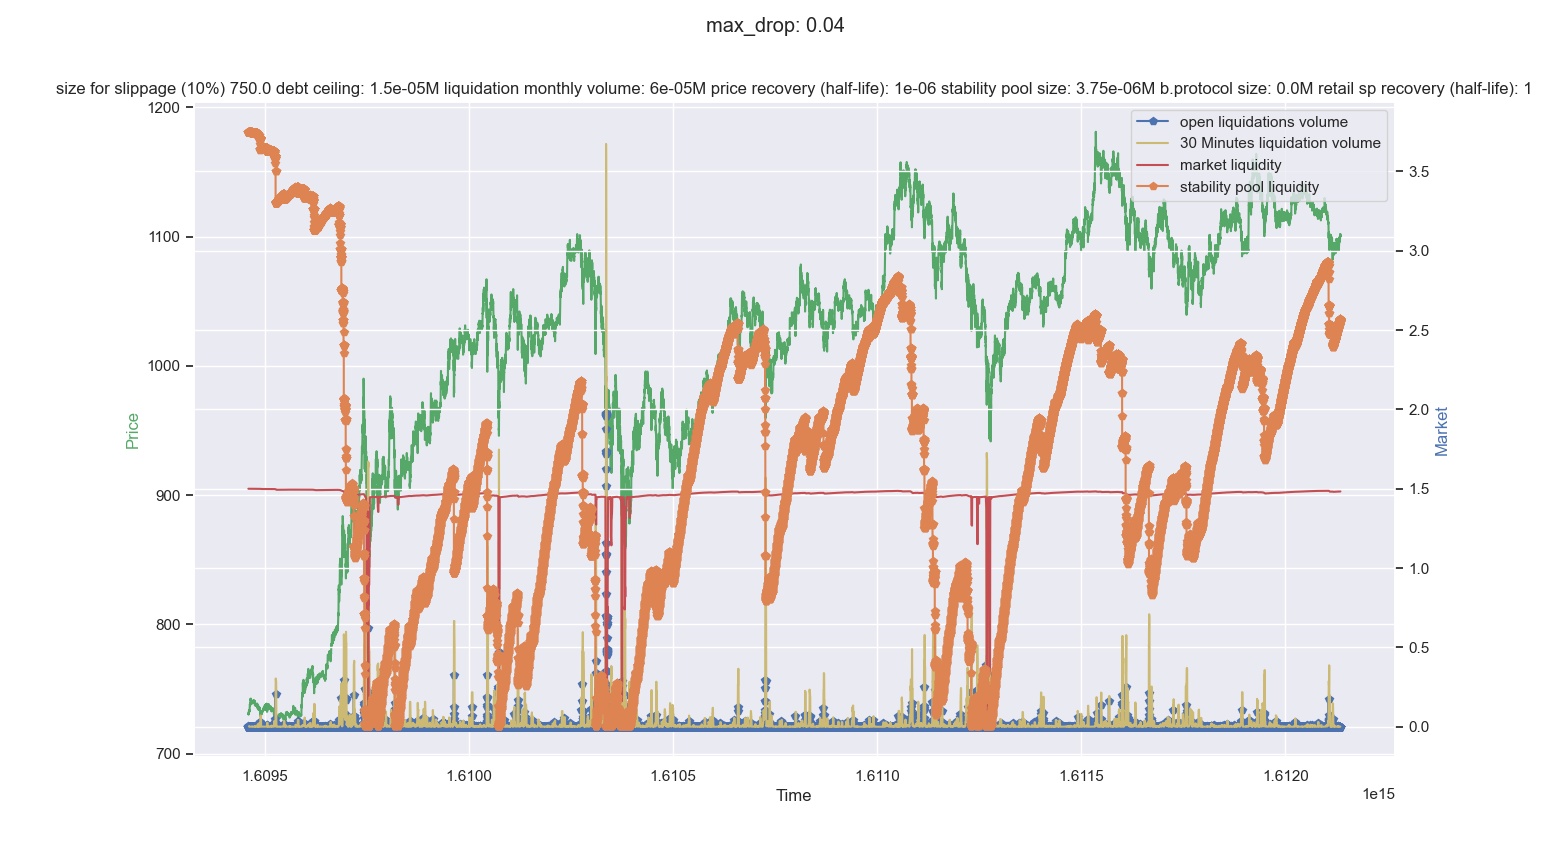 max_drop: 0.04
size for slippage (10%) 750.0 debt ceiling: 1.5e-05M liquidation monthly volume: 6e-05M price recovery (half-life): 1e-06 stability pool size: 3.75e-06M b.protocol size: 0.0M retail sp recovery (half-life): 1
open liquidations volume
30 Minutes liquidation volume
market liquidity
stability pool liquidity
1200
1100
1000
900
800
700
Price
3.5
3.0
2.5
2.0
1.5
1.0
0.5
0.0
Market
1.6095 1.6100 1.6105 1.6110 1.6115 1.6120
Time
1e15